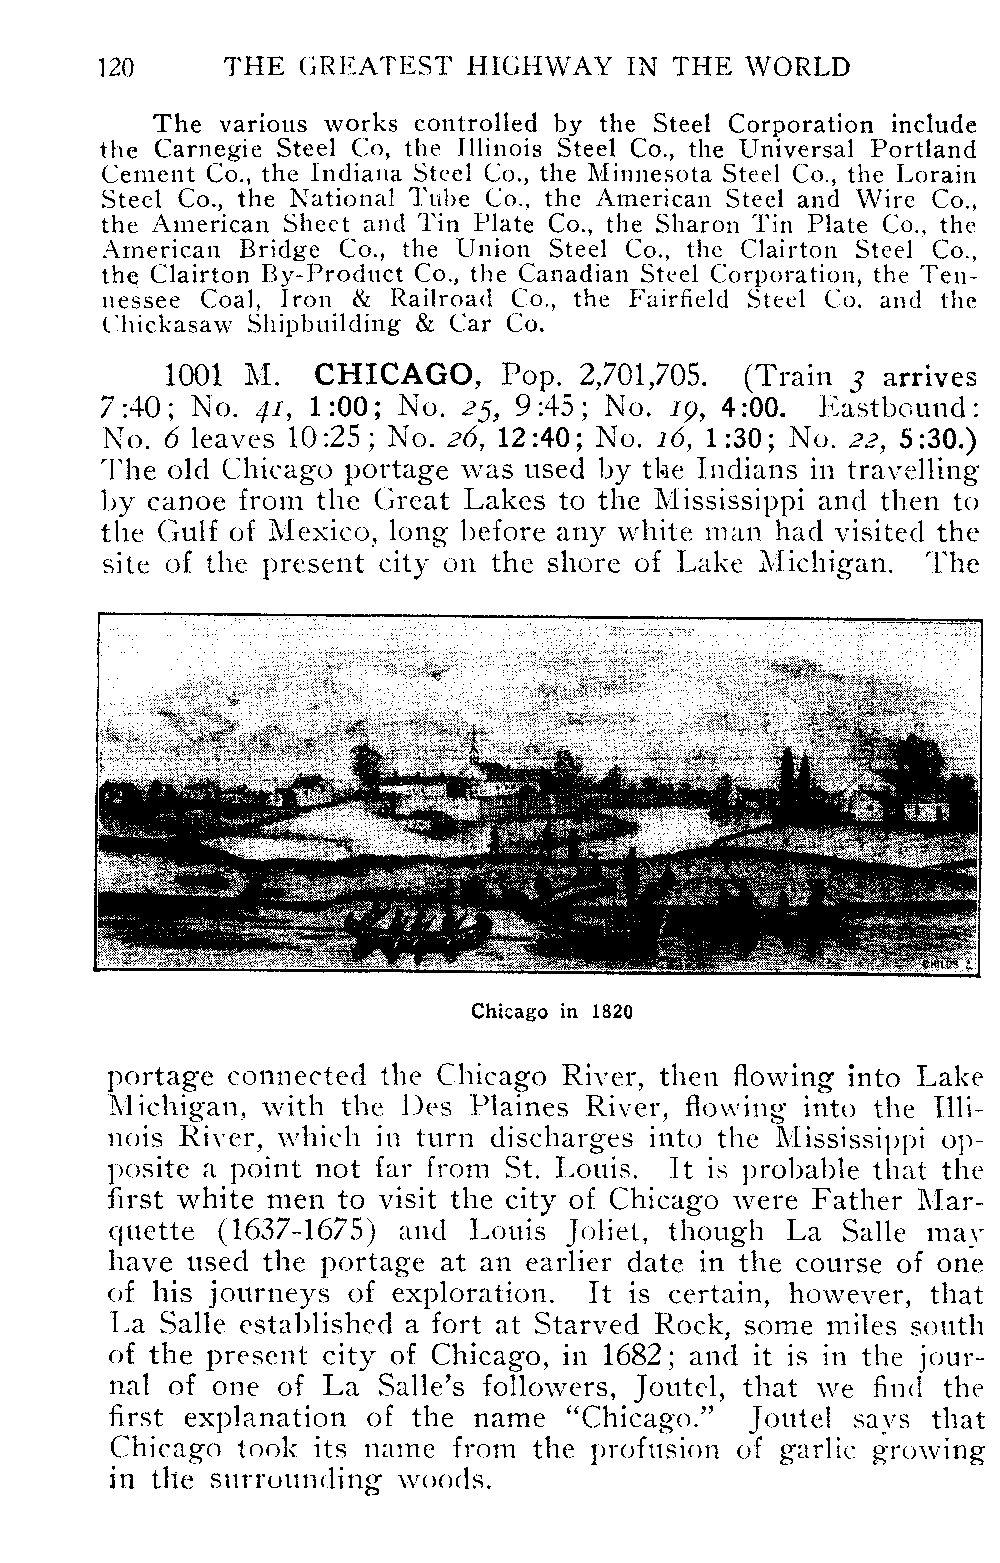 120 THE GREATEST HIGHWAY IN THE WORLD
The various works controlled by the Steel Corporation include
the Carnegie Steel Co, the Illinois Steel Co., the Universal Portland
Cement Co., the Indiana Steel Co., the Minnesota Steel Co., the Lorain
Steel Co., the National Tube Co., the American Steel and Wire Co.,
the American Sheet and Tin Plate Co., the Sharon Tin Plate Co., the
American Bridge Co., the Union Steel Co., the Clairton Steel Co.,
the Clairton By-Product Co., the Canadian Steel Corporation, the Ten-
nessee Coal, Iron & Railroad Co., the Fairfield Steel Co. and the
Chickasaw Shipbuilding & Car Co.
1001 M. CHICAGO, Pop. 2,701,705. (Train 3 arrives
7:40; No. 41, 1:00; No. 25, 9:45; No. 19, 4:00. Eastbound:
No. 6 leaves 10:25; No. 26, 12:40; No. 16, 1:30; No. 22, 5:30.)
The old Chicago portage was used by the Indians in travelling
by canoe from the Great Lakes to the Mississippi and then to
the Gulf of Mexico, long before any white man had visited the
site of the present city on the shore of Lake Michigan. The
Chicago in 1820
portage connected the Chicago River, then flowing into Lake
Michigan, with the Des Plaines River, flowing into the Illi-
nois River, which in turn discharges into the Mississippi op-
posite a point not far from St. Louis. It is probable that the
first white men to visit the city of Chicago were Father Mar-
quette (1637-1675) and Louis Joliet, though La Salle may
have used the portage at an earlier date in the course of one
of his journeys of exploration. It is certain, however, that
La Salle established a fort at Starved Rock, some miles south
of the present city of Chicago, in 1682; and it is in the jour-
nal of one of La Salle's followers, Joutel, that we find the
first explanation of the name “Chicago.” Joutel says that
Chicago took its name from the profusion of garlic growing
in the surrounding woods.